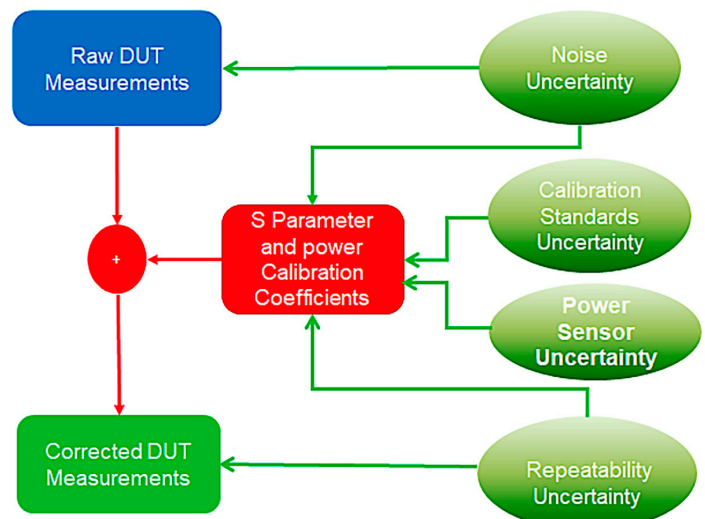 Raw DUT
Measurements
Noise
Uncertainty
S Parameter
and power
Calibration
Coefficients
Calibration
Standards
Uncertainty
+
Power
Sensor
Uncertainty
Corrected DUT
Measurements
Repeatability
Uncertainty